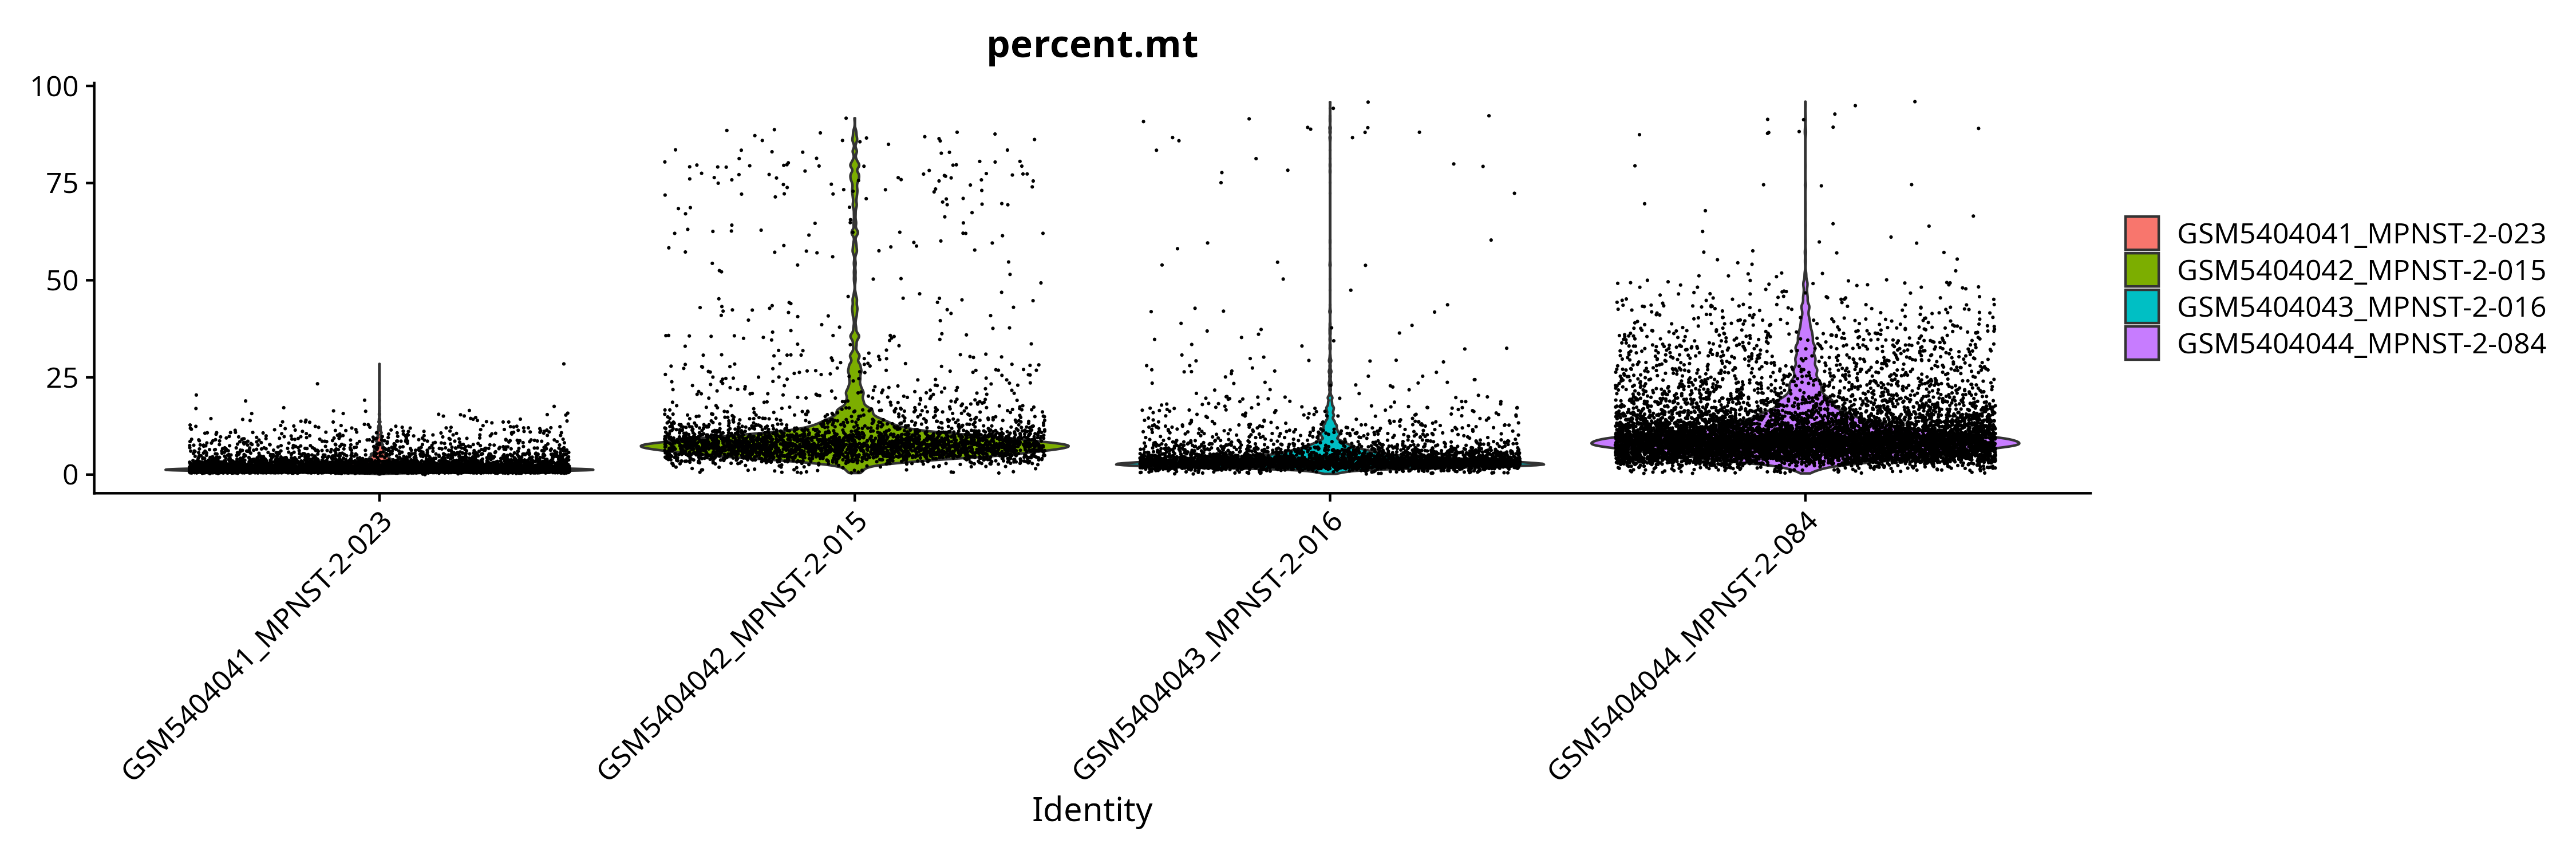 percent.mt
100
75
50
25
0
GSM5404041_MPNST-2-023
GSM5404042_MPNST-2-015
GSM5404043_MPNST-2-016
GSM5404044_MPNST-2-084
Identity
GSM5404041_MPNST-2-023
GSM5404042_MPNST-2-015
GSM5404043_MPNST-2-016
GSM5404044_MPNST-2-084